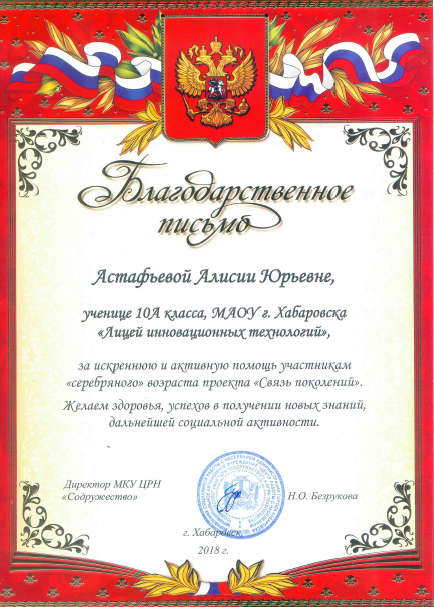 Благодарственное
письмо
Астафьевой Алисии Юрьевне,
ученице 10А класса, МАОУ г. Хабаровска
«Лицей инновационных технологий»,
за искреннюю и активную помощь участникам
«серебряного» возраста проекта «Связь поколений».
Желаем здоровья, успехов в получении новых знаний,
дальнейшей социальной активности.
Директор МКУ ЦРН
«Содружество»
Н.О. Безрукова
г. Хабаровск,
2018 г.